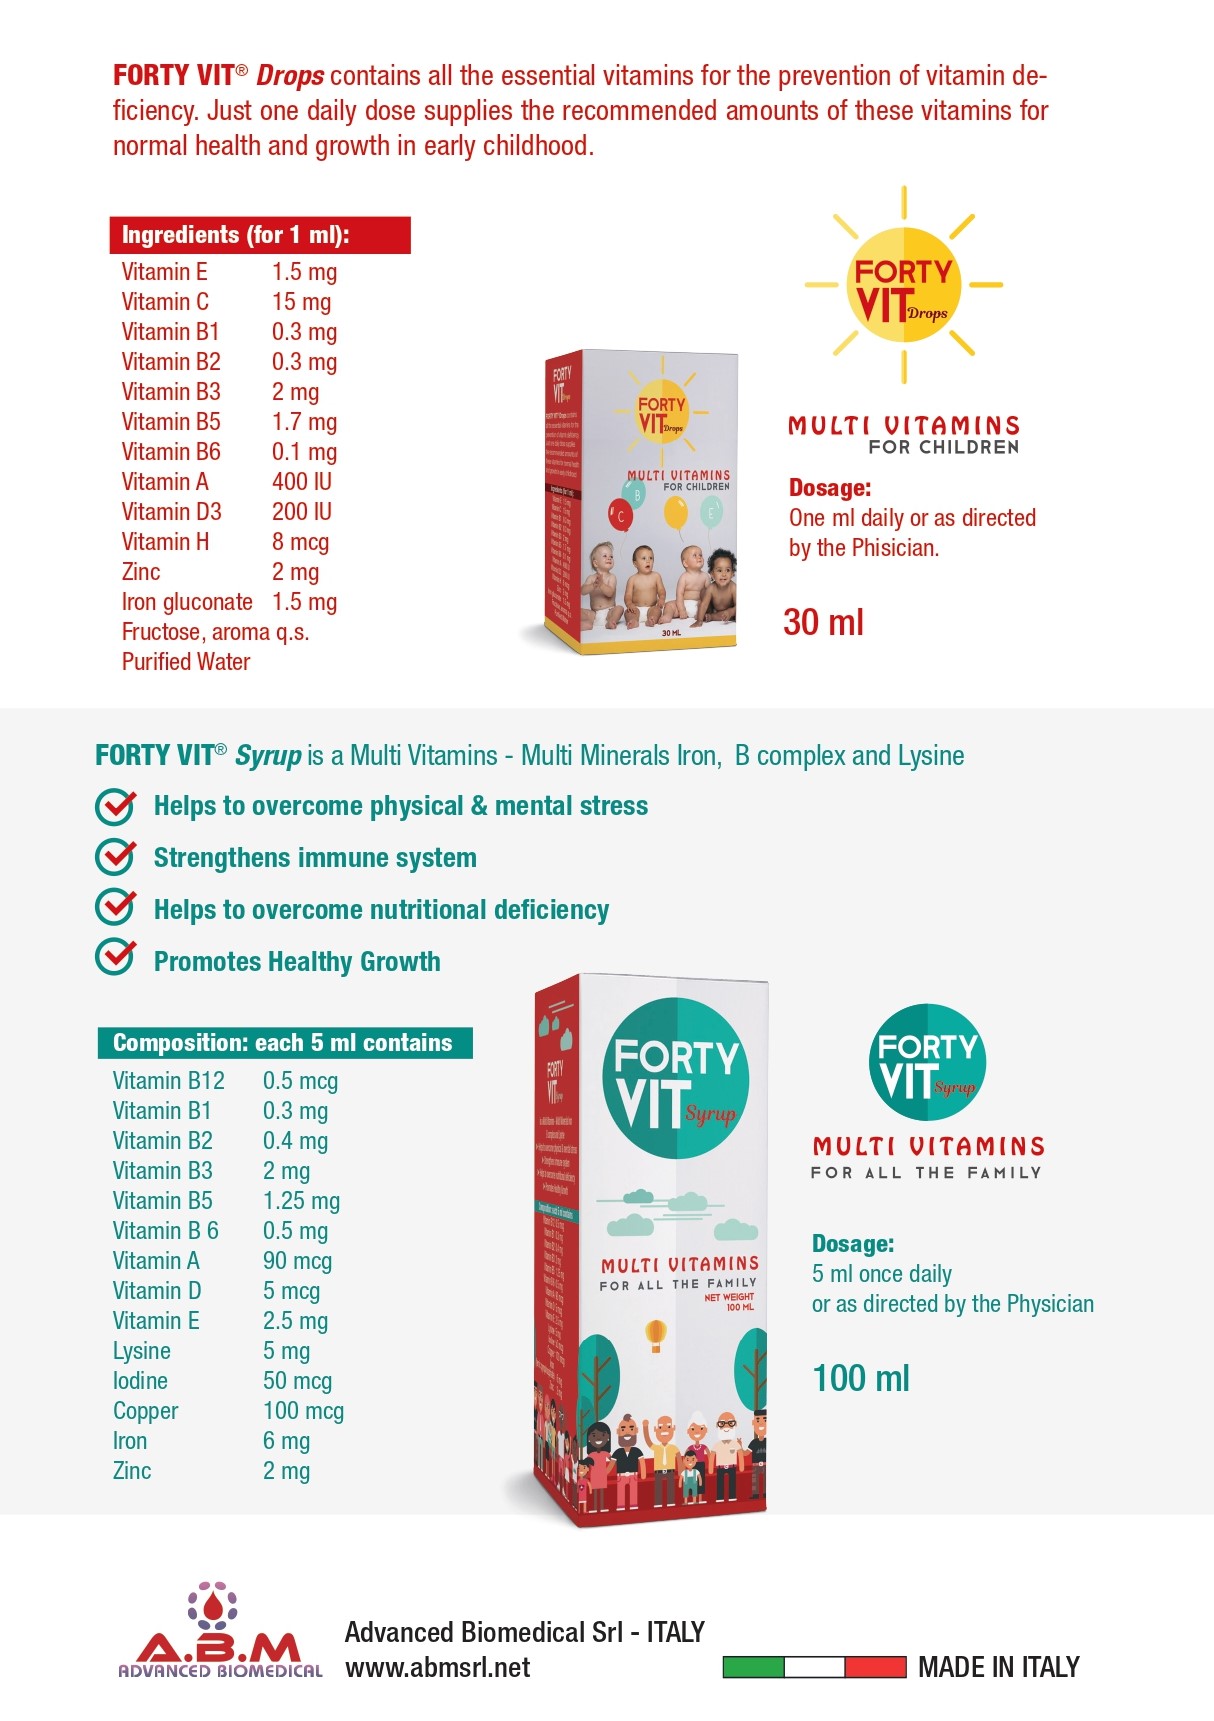 FORTY VIT® Drops contains all the essential vitamins for the prevention of vitamin de-
ficiency. Just one daily dose supplies the recommended amounts of these vitamins for
normal health and growth in early childhood.
Ingredients (for 1 ml):
Vitamin E 1.5 mg
Vitamin C 15 mg
Vitamin B1 0.3 mg
Vitamin B2 0.3 mg
Vitamin B3 2 mg
Vitamin B5 1.7 mg
Vitamin B6 0.1 mg
Vitamin A 400 IU
Vitamin D3 200 IU
Vitamin H 8 mcg
Zinc 2 mg
Iron gluconate 1.5 mg
Fructose, aroma q.s.
Purified Water
FORTY
VIT Drops
FORTY
VIT Drops
MULTI VITAMINS
FOR CHILDREN
B
C
E
30 ML
FORTY
VIT Drops
MULTI VITAMINS
FOR CHILDREN
Dosage:
One ml daily or as directed
by the Phisician.
30 ml
FORTY VIT® Syrup is a Multi Vitamins - Multi Minerals Iron, B complex and Lysine
Helps to overcome physical & mental stress
Strengthens immune system
Helps to overcome nutritional deficiency
Promotes Healthy Growth
Composition: each 5 ml contains
Vitamin B12 0.5 mcg
Vitamin B1 0.3 mg
Vitamin B2 0.4 mg
Vitamin B3 2 mg
Vitamin B5 1.25 mg
Vitamin B 6 0.5 mg
Vitamin A 90 mcg
Vitamin D 5 mcg
Vitamin E 2.5 mg
Lysine 5 mg
Iodine 50 mcg
Copper 100 mcg
Iron 6 mg
Zinc 2 mg
FORTY
VIT
FORTY
VIT Syrup
MULTI VITAMINS
FOR ALL THE FAMILY
NET WEIGHT
100 ML
FORTY
VIT Syrup
MULTI VITAMINS
FOR ALL THE FAMILY
Dosage:
5 ml once daily
or as directed by the Physician
100 ml
A.B.M
ADVANCED BIOMEDICAL
Advanced Biomedical Srl - ITALY
www.abmsrl.net
MADE IN ITALY